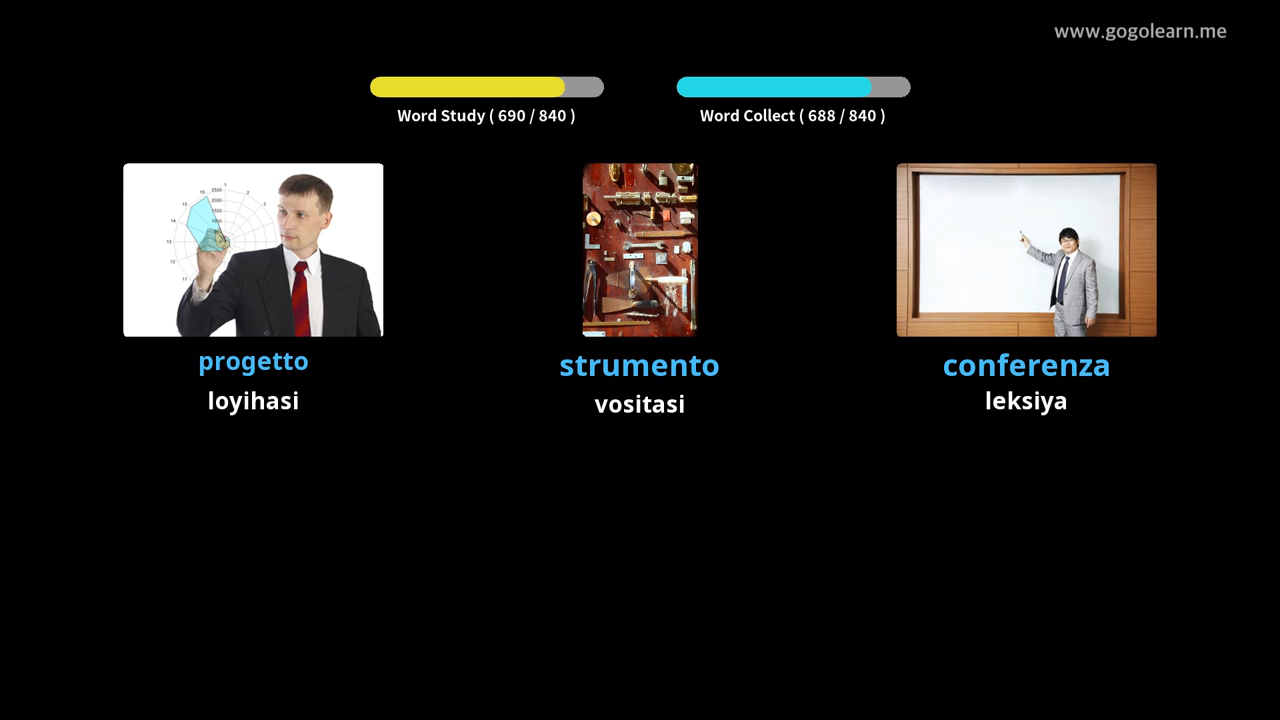 www.gogolearn.me
Word Study ( 690 / 840 )
Word Collect ( 688 / 840 )
progetto
loyihasi
strumento
vositasi
conferenza
leksiya